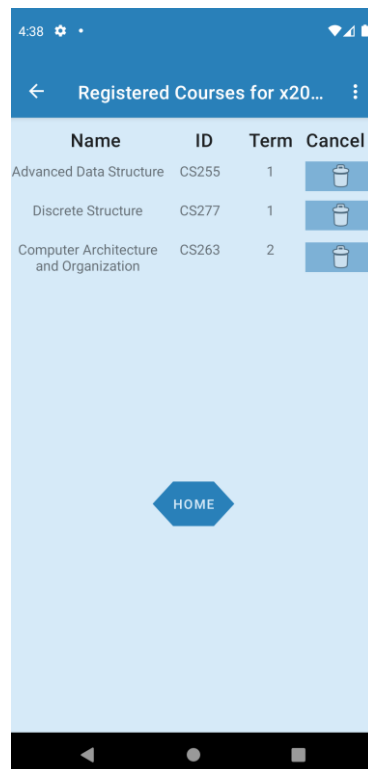 4:38
Registered Courses for x20...
Name ID Term Cancel
Advanced Data Structure CS255 1
Discrete Structure CS277 1
Computer Architecture CS263 2
and Organization
HOME